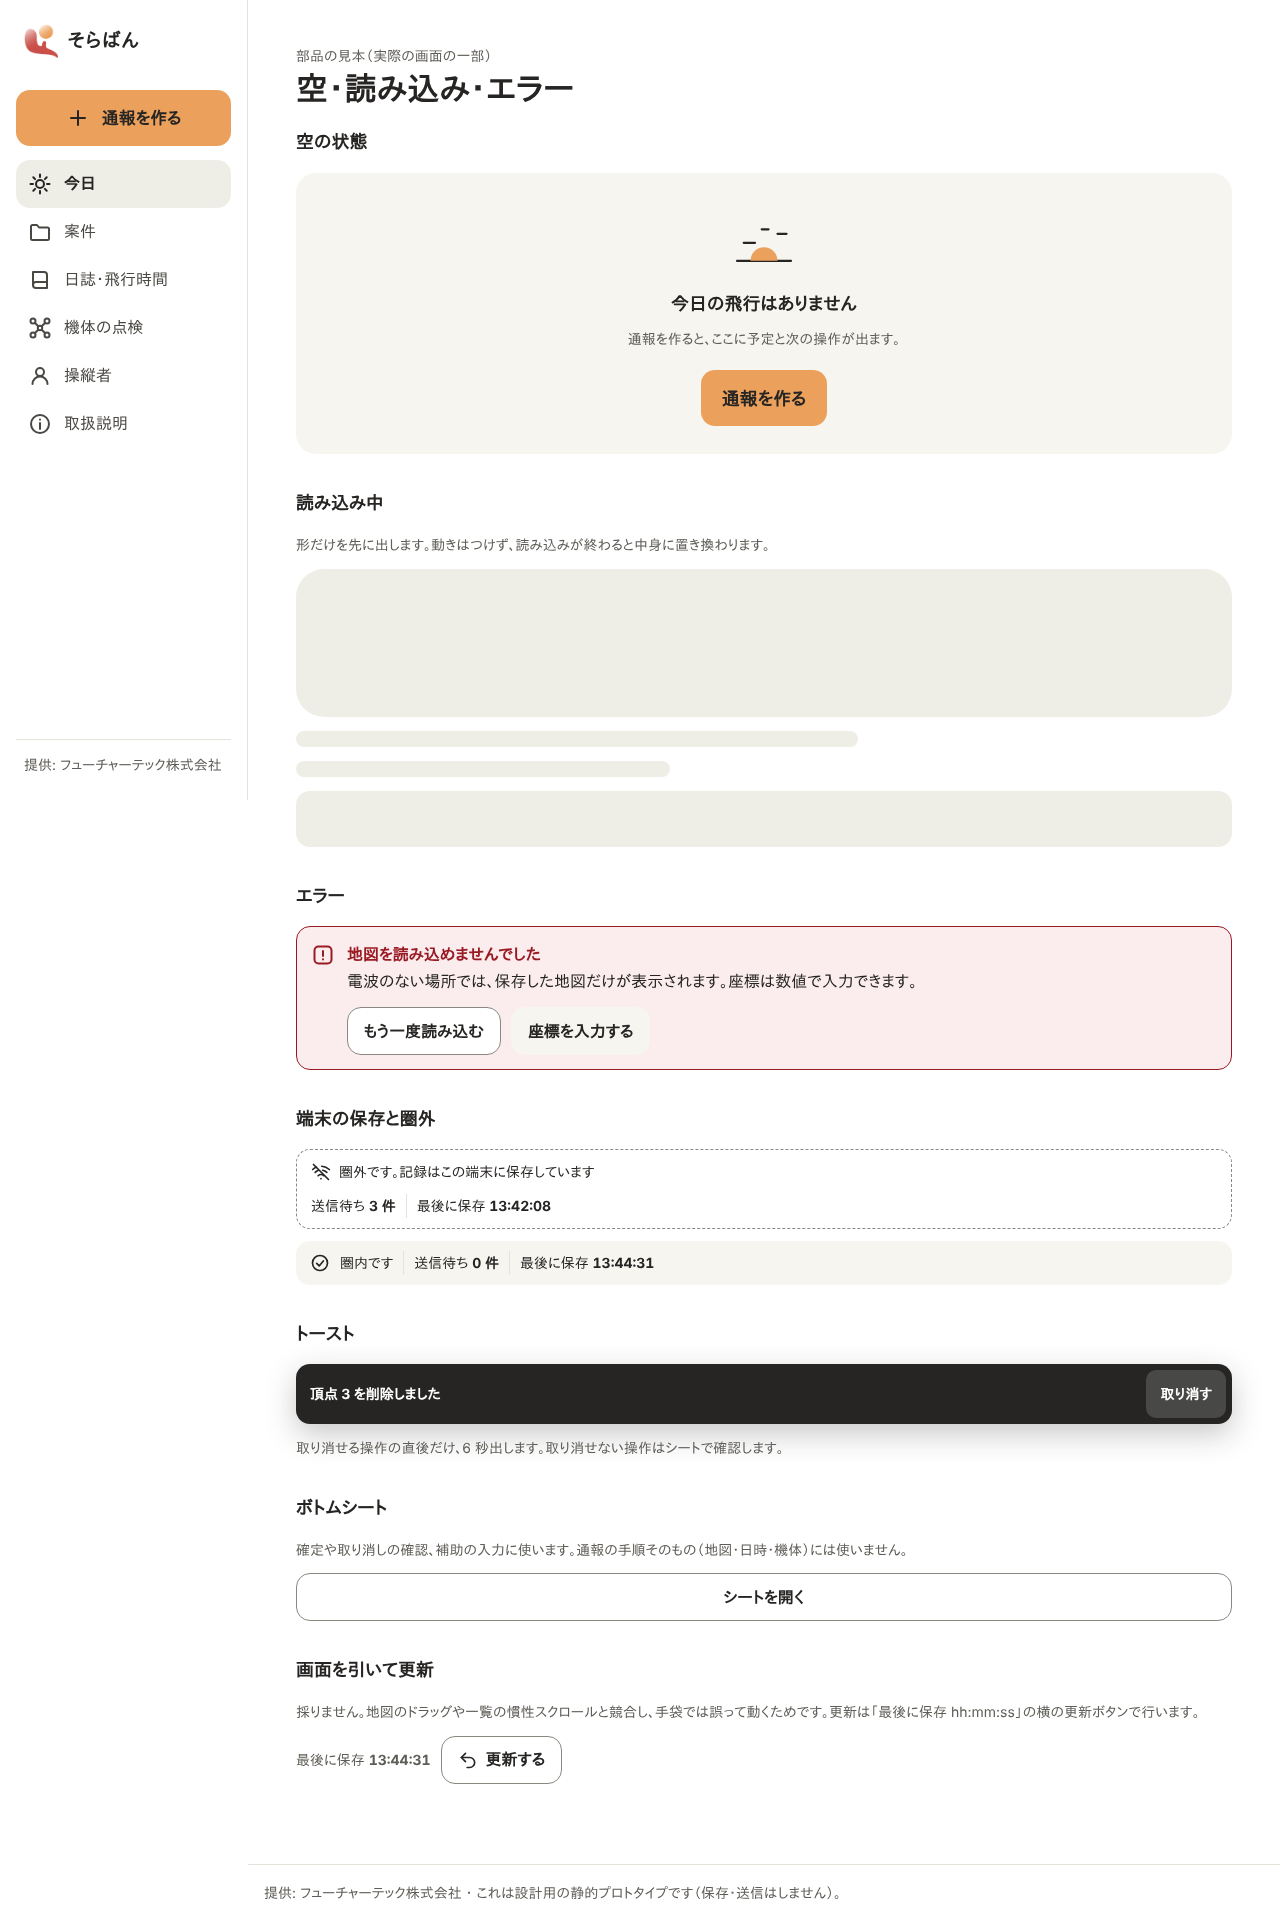 そらばん
通報を作る
今日
案件
日誌・飛行時間
機体の点検
操縦者
取扱説明
提供: フューチャーテック株式会社
部品の見本（実際の画面の一部）
空・読み込み・エラー
空の状態
今日の飛行はありません
通報を作ると、ここに予定と次の操作が出ます。
通報を作る
読み込み中
形だけを先に出します。動きはつけず、読み込みが終わると中身に置き換わります。
エラー
地図を読み込めませんでした
電波のない場所では、保存した地図だけが表示されます。座標は数値で入力できます。
もう一度読み込む
座標を入力する
端末の保存と圏外
圏外です。記録はこの端末に保存しています
送信待ち 3 件 最後に保存 13:42:08
圏内です 送信待ち 0 件 最後に保存 13:44:31
トースト
頂点 3 を削除しました
取り消す
取り消せる操作の直後だけ、6 秒出します。取り消せない操作はシートで確認します。
ボトムシート
確定や取り消しの確認、補助の入力に使います。通報の手順そのもの（地図・日時・機体）には使いません。
シートを開く
画面を引いて更新
採りません。地図のドラッグや一覧の慣性スクロールと競合し、手袋では誤って動くためです。更新は「最後に保存 hh:mm:ss」の横の更新ボタンで行います。
最後に保存 13:44:31
更新する
提供: フューチャーテック株式会社 ・ これは設計用の静的プロトタイプです（保存・送信はしません）。